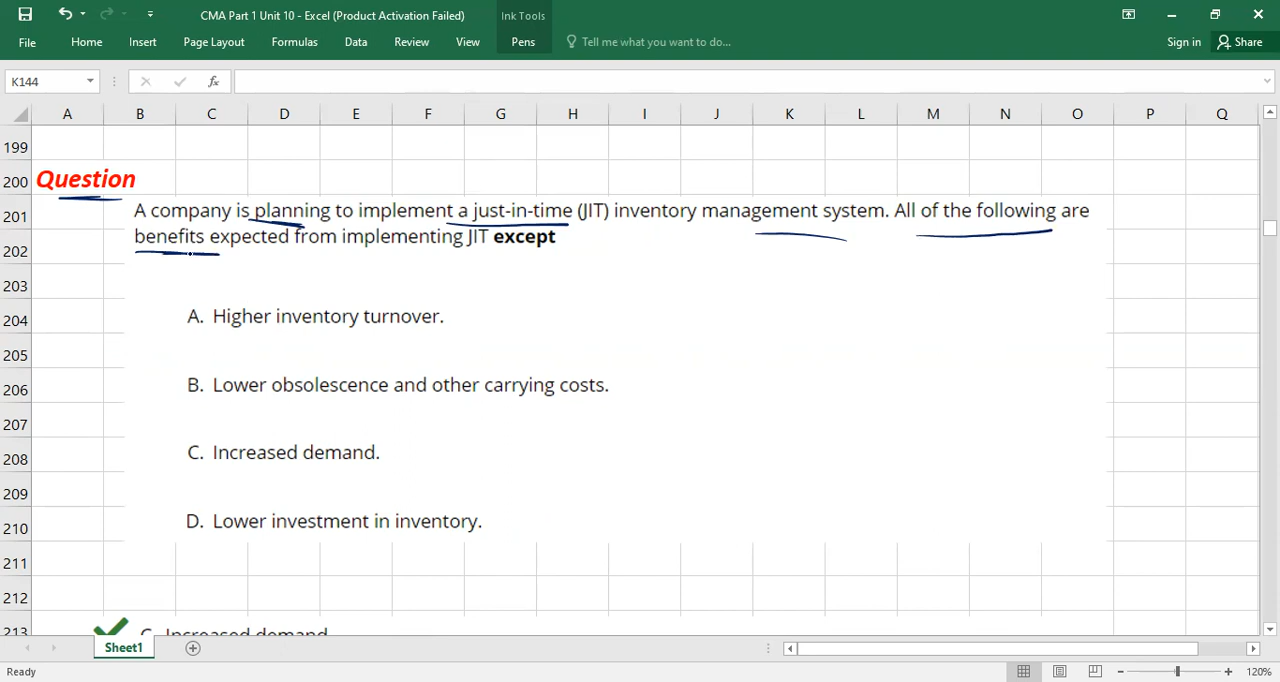 CMA Part 1 Unit 10 - Excel (Product Activation Failed)
Ink Tools
File Home Insert Page Layout Formulas Data Review View Pens Tell me what you want to do... Sign in Share
K144 fx
A B C D E F G H I J K L M N O P Q
199
200 Question
201 A company is planning to implement a just-in-time (JIT) inventory management system. All of the following are
202 benefits expected from implementing JIT except
203
204 A. Higher inventory turnover.
205
206 B. Lower obsolescence and other carrying costs.
207
208 C. Increased demand.
209
210 D. Lower investment in inventory.
211
212
213 C. Increased demand
Sheet1
Ready 120%